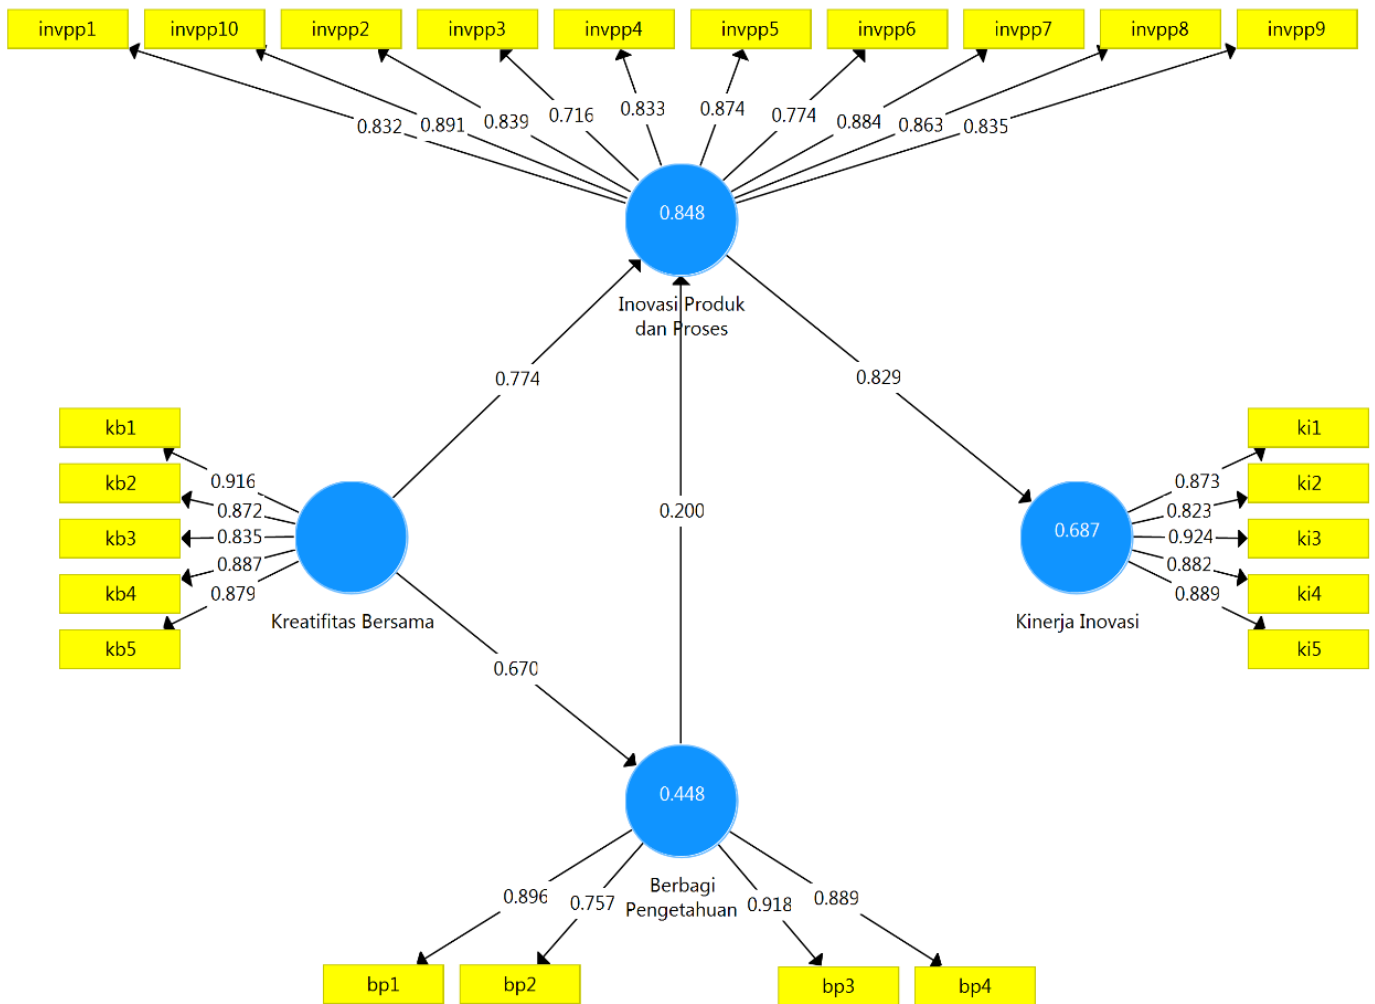 invpp1 invpp10 invpp2 invpp3 invpp4 invpp5 invpp6 invpp7 invpp8 invpp9
0.832 0.891 0.839 0.716 0.833 0.874 0.774 0.884 0.863 0.835
0.848
Inovasi Produk
dan Proses
0.774
0.829
0.200
kb1
kb2
kb3
kb4
kb5
0.916
0.872
0.835
0.887
0.879
Kreatifitas Bersama
0.687
Kinerja Inovasi
0.873
0.823
0.924
0.882
0.889
ki1
ki2
ki3
ki4
ki5
0.670
0.448
Berbagi
Pengetahuan
0.896 0.757 0.918 0.889
bp1 bp2 bp3 bp4